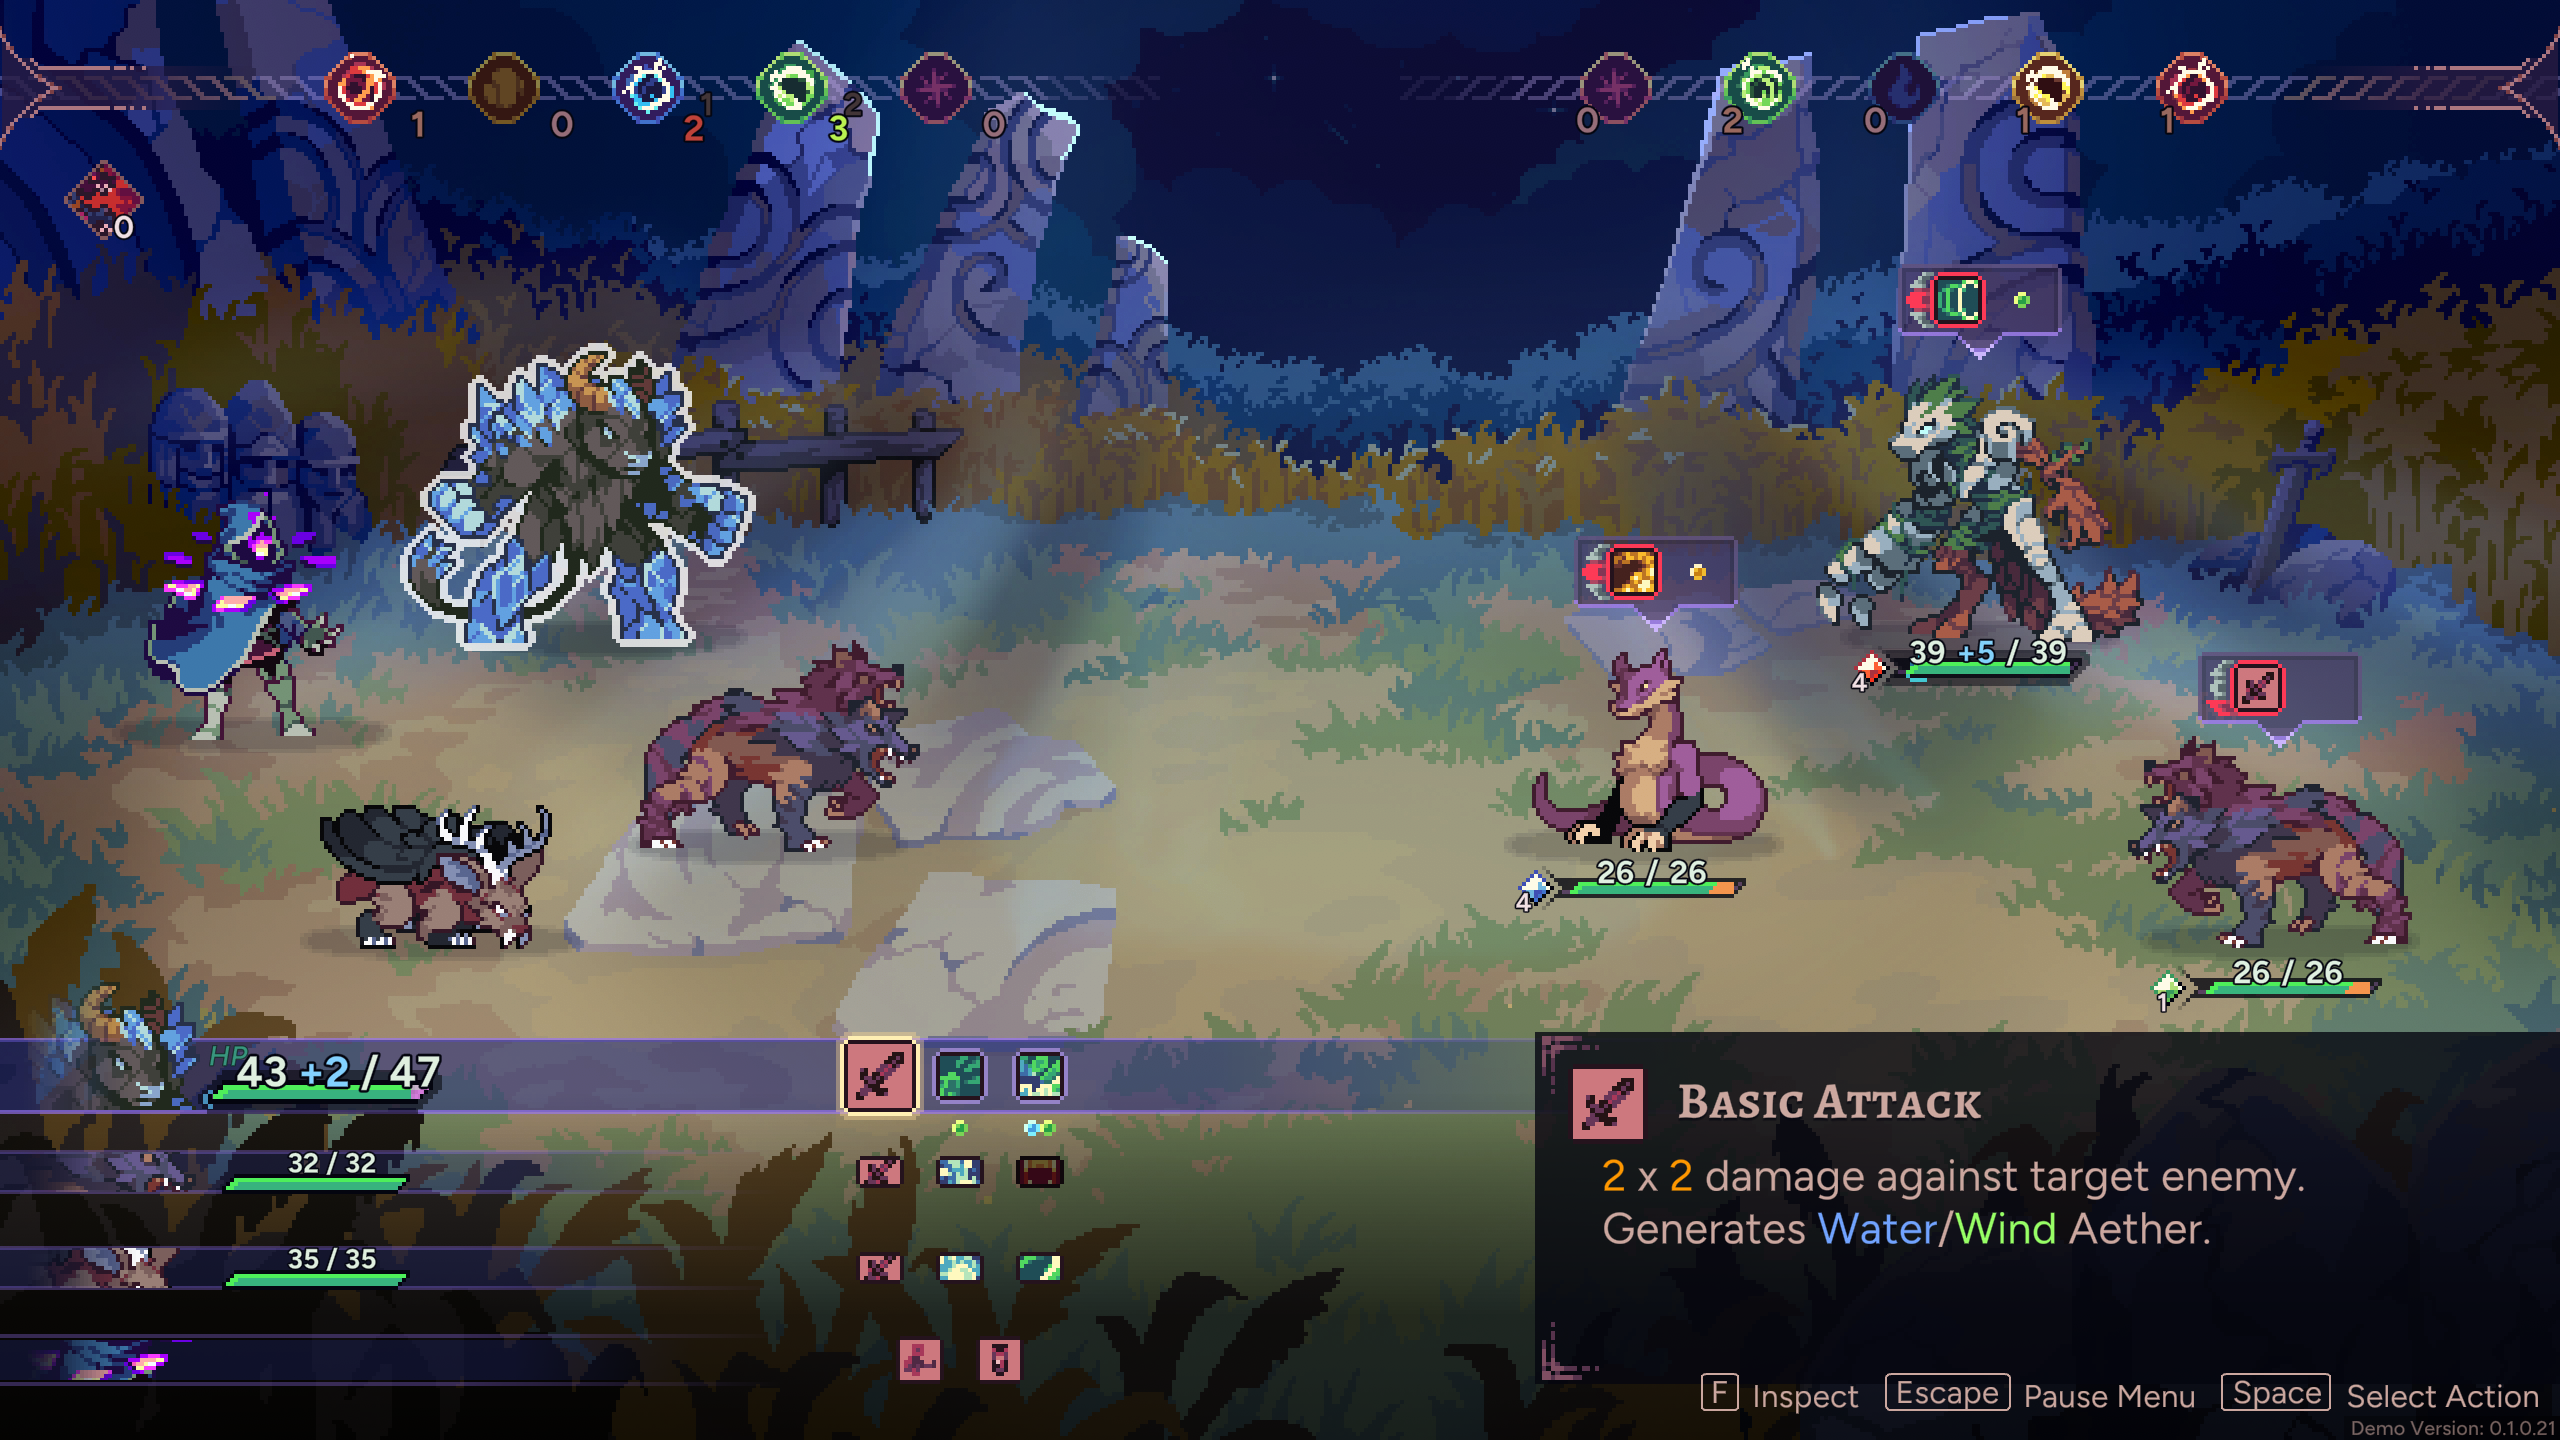 1 0 1 2 2 3 0
0 2 0 1 1
0
39 +5 / 39
4
26 / 26
4
26 / 26
1
HP 43 +2 / 47
32 / 32
35 / 35
BASIC ATTACK
2 x 2 damage against target enemy.
Generates Water/Wind Aether.
F Inspect Escape Pause Menu Space Select Action
Demo Version: 0.1.0.21